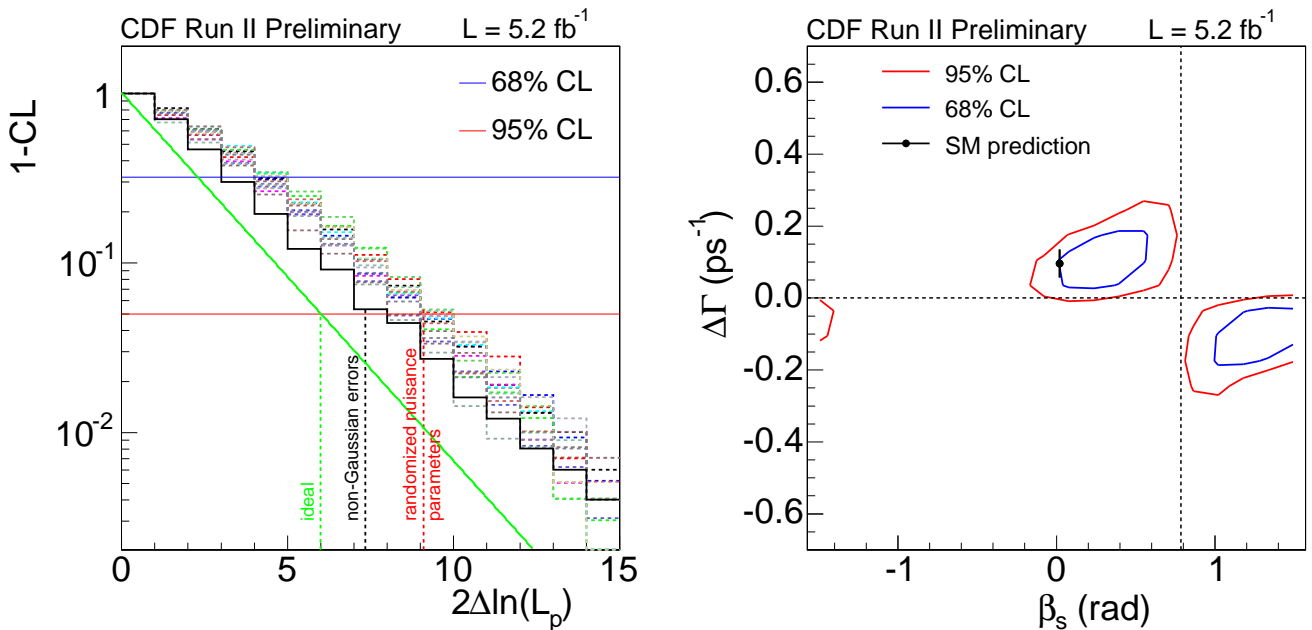 CDF Run II Preliminary L = 5.2 fb⁻¹
1-CL
1
10⁻¹
10⁻²
68% CL
95% CL
ideal
non-Gaussian errors
randomized nuisance
parameters
0 5 10 15
2Δln(Lₚ)
CDF Run II Preliminary L = 5.2 fb⁻¹
ΔΓ (ps⁻¹)
0.6
0.4
0.2
0.0
-0.2
-0.4
-0.6
95% CL
68% CL
SM prediction
-1 0 1
βₛ (rad)